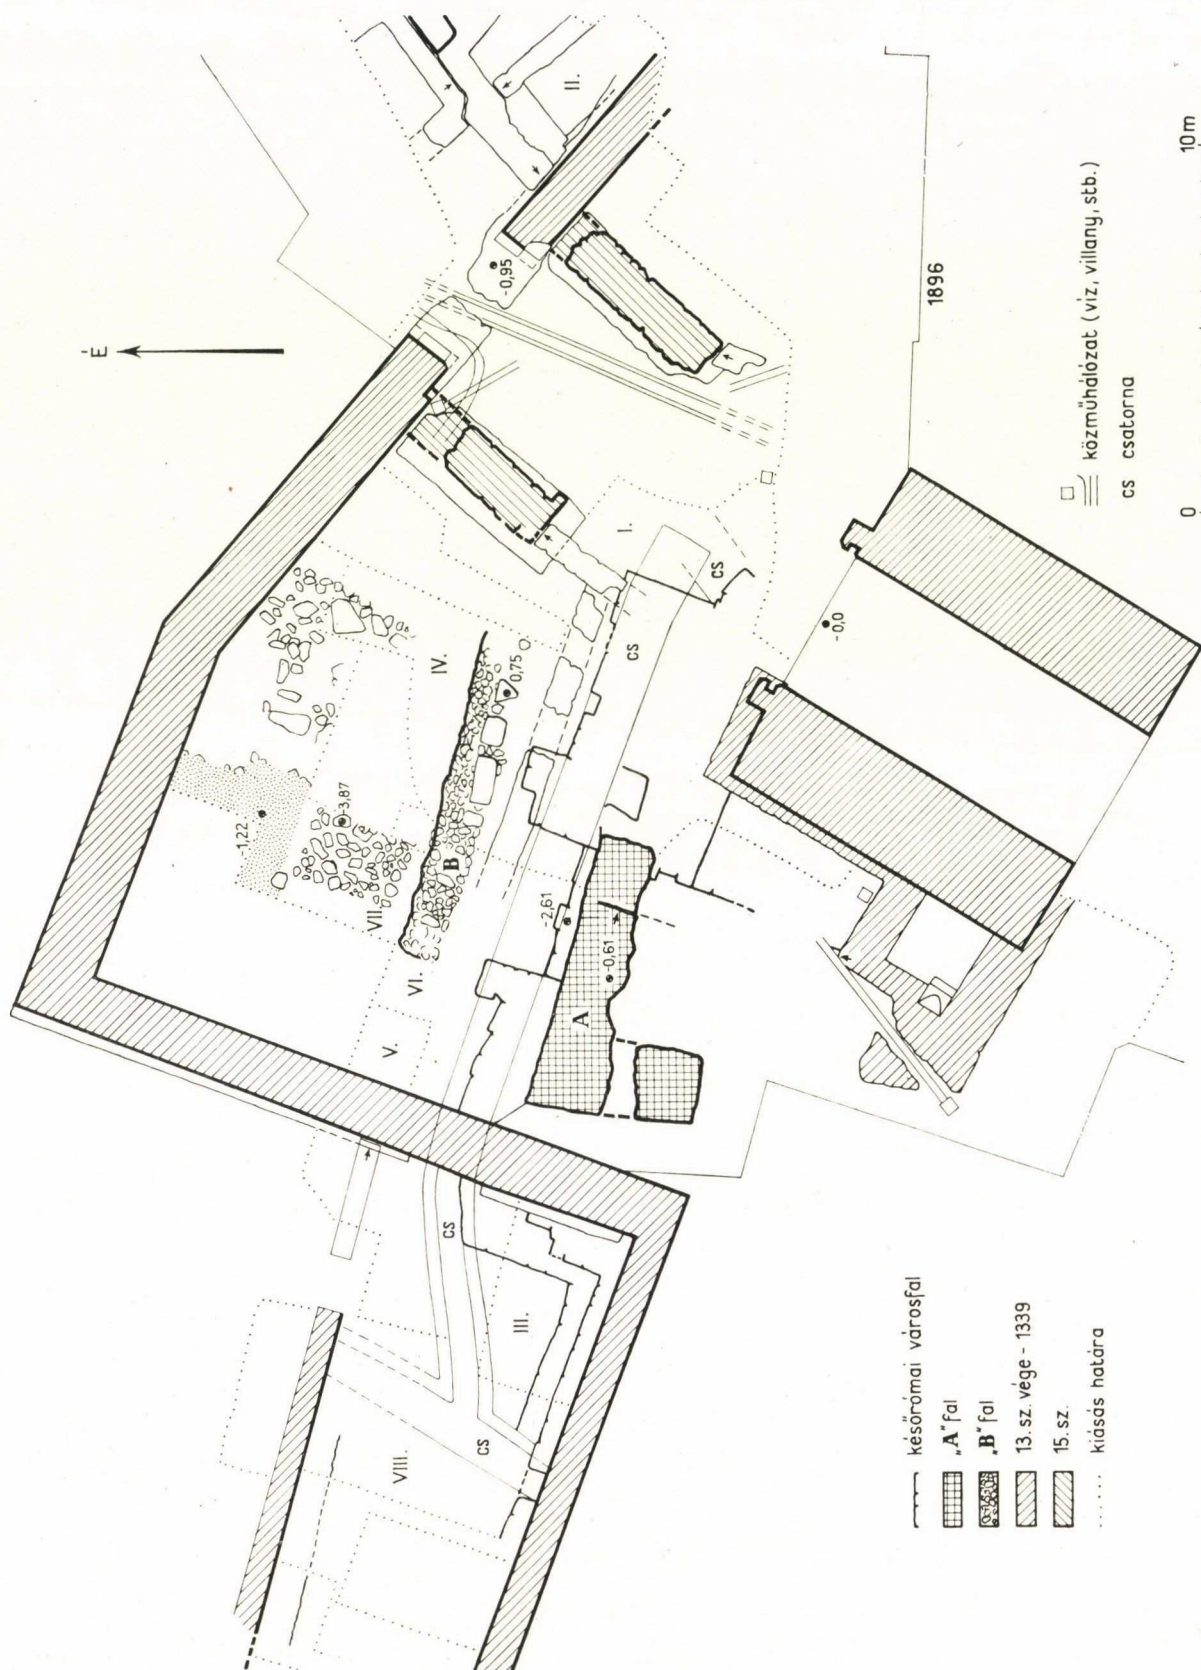 É
II.
-0,95
1896
I.
IV.
0,75
-1,22
-3,87
VII.
B
VI.
V.
-2,61
-0,61
A
cs
cs
-0,0
cs
III.
VIII.
cs
későrómai városfal
„A" fal
„B" fal
13. sz. vége - 1339
15. sz.
kiásás határa
közműhálózat (víz, villany, stb.)
cs csatorna
0 10m